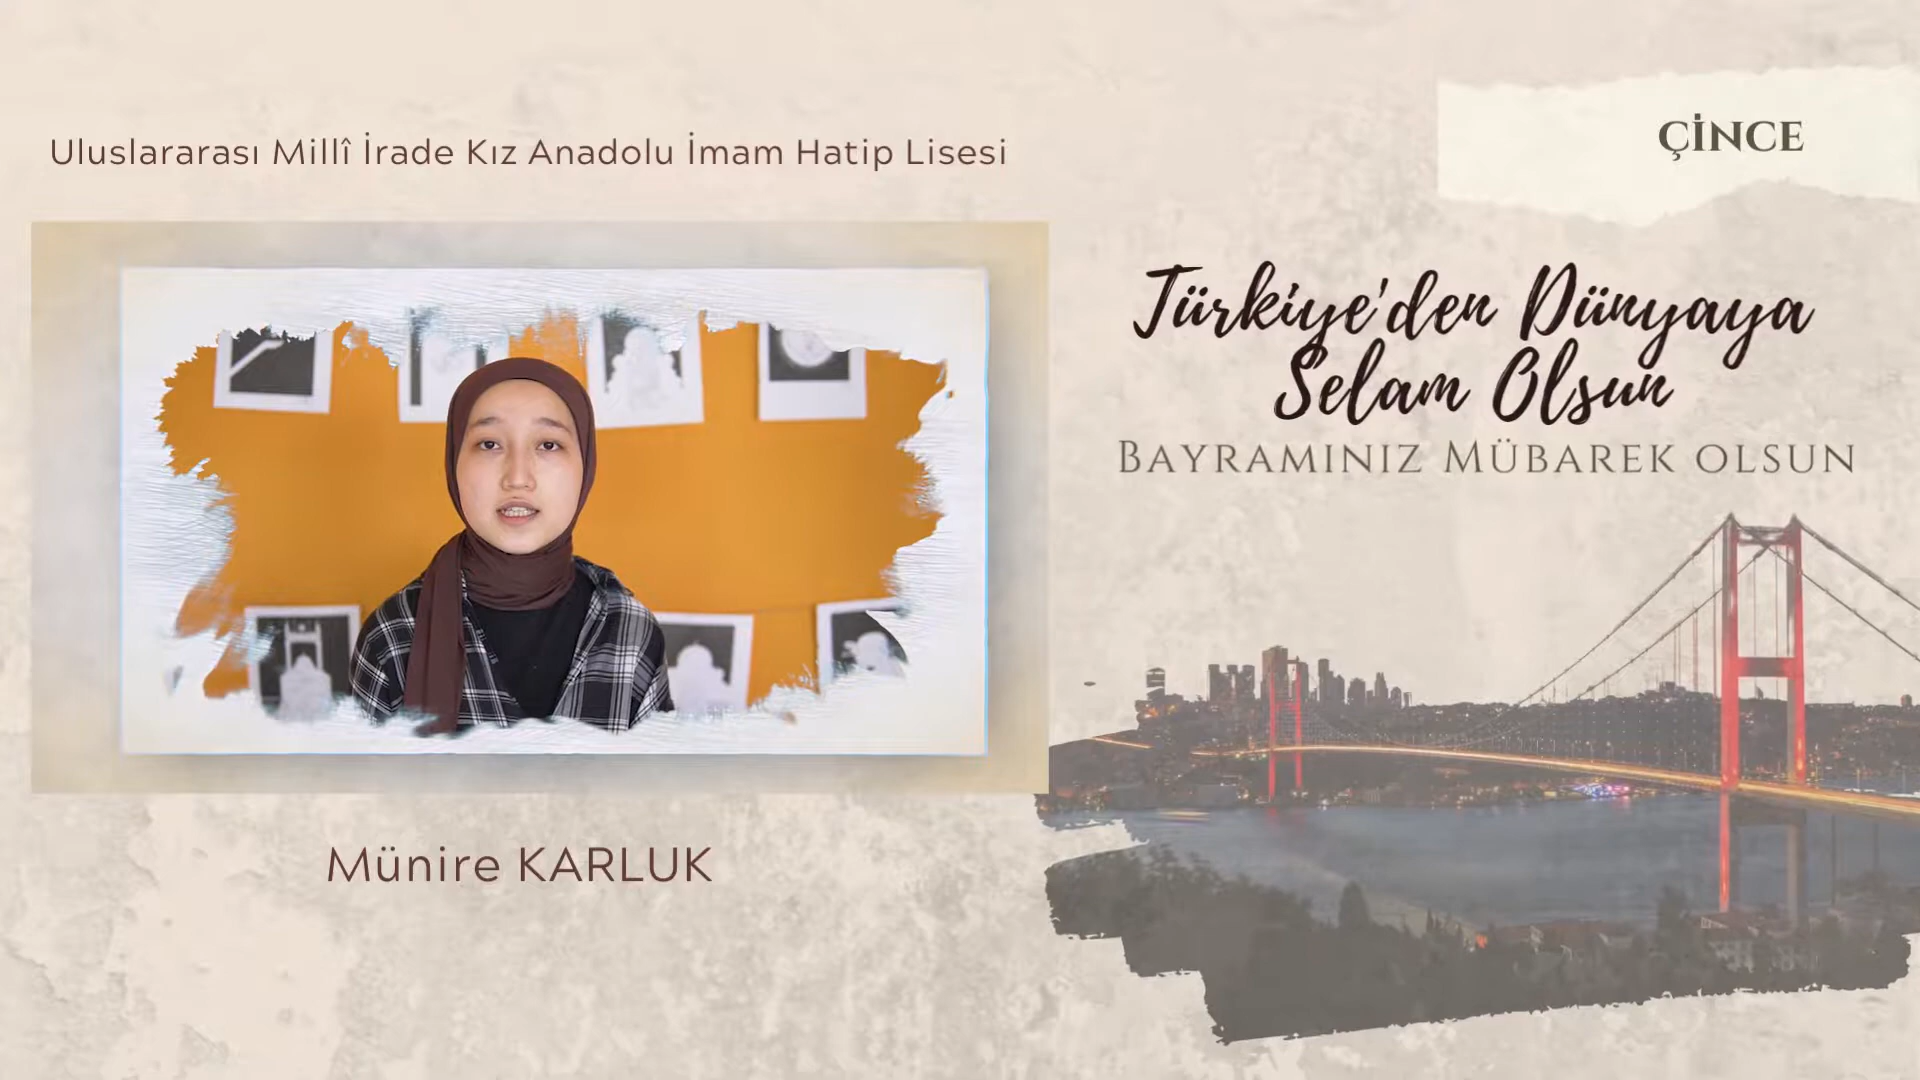 Uluslararası Millî İrade Kız Anadolu İmam Hatip Lisesi
ÇİNCE
Türkiye'den Dünyaya
Selam Olsun
BAYRAMINIZ MÜBAREK OLSUN
Münire KARLUK